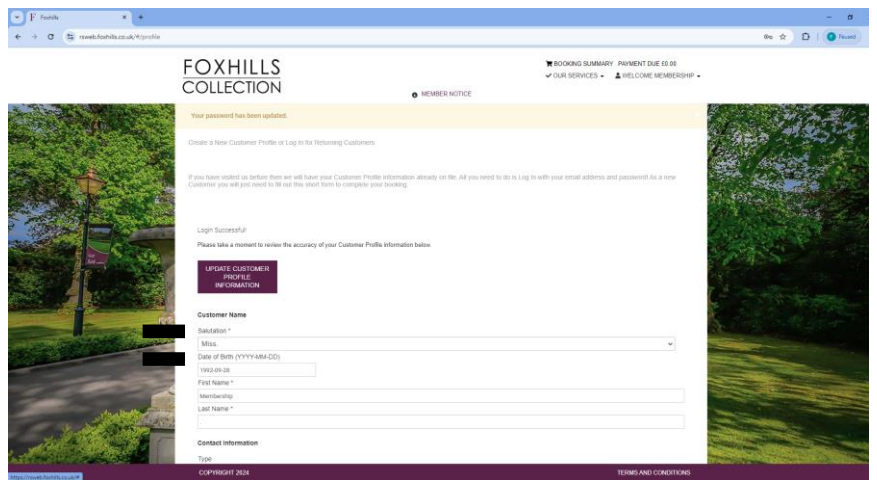 Foxhills
rsweb.foxhills.co.uk/#/profile
Paused
FOXHILLS
COLLECTION
BOOKING SUMMARY PAYMENT DUE £0.00
OUR SERVICES
WELCOME MEMBERSHIP
MEMBER NOTICE
Your password has been updated.
Create a New Customer Profile or Log In for Returning Customers
If you have visited us before then we will have your Customer Profile information already on file. All you need to do is Log In with your email address and password! As a new
Customer you will just need to fill out this short form to complete your booking.
Login Successful!
Please take a moment to review the accuracy of your Customer Profile information below.
UPDATE CUSTOMER
PROFILE
INFORMATION
Customer Name
Salutation *
Miss.
Date of Birth (YYYY-MM-DD)
1992-09-28
First Name *
Membership
Last Name *
.
Contact Information
Type
https://rsweb.foxhills.co.uk/#
COPYRIGHT 2024
TERMS AND CONDITIONS